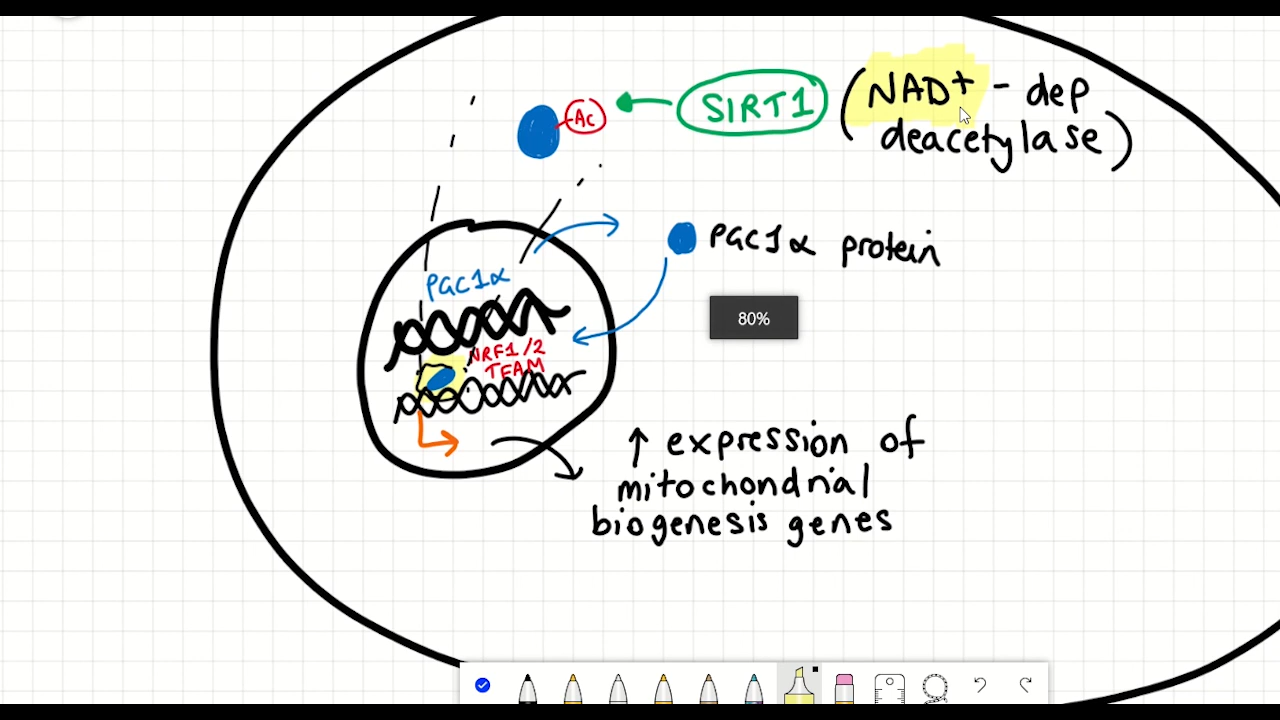 Ac
SIRT1
(NAD+ - dep
deacetylase)
PGC1α protein
PGC1α
80%
NRF1/2
TFAM
↑ expression of
mitochondrial
biogenesis genes